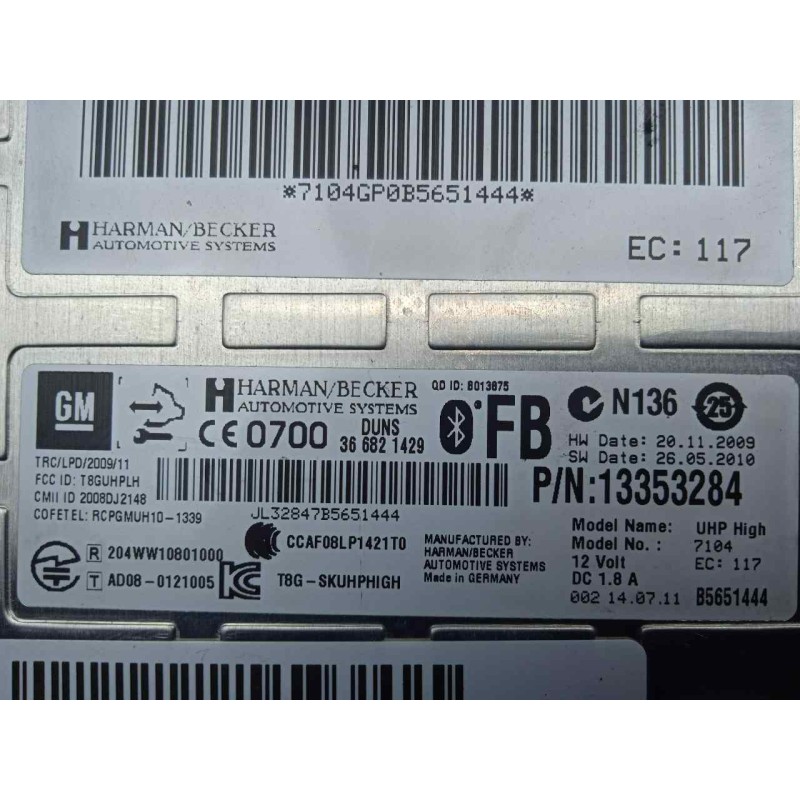 *7104GP0B5651444*
HARMAN/BECKER
AUTOMOTIVE SYSTEMS
EC: 117
GM
HARMAN/BECKER
AUTOMOTIVE SYSTEMS
QD ID: B013875
FB
N136
25
CE 0700
DUNS
36 682 1429
HW Date: 20.11.2009
SW Date: 26.05.2010
TRC/LPD/2009/11
FCC ID: T8GUHPLH
CMII ID 2008DJ2148
COFETEL: RCPGMUH10-1339
JL32847B5651444
P/N:13353284
R 204WW10801000
T AD08-0121005
CCAF08LP1421T0
T8G-SKUHPHIGH
MANUFACTURED BY:
HARMAN/BECKER
AUTOMOTIVE SYSTEMS
Made in GERMANY
Model Name: UHP High
Model No.: 7104
12 Volt EC: 117
DC 1.8 A
002 14.07.11 B5651444